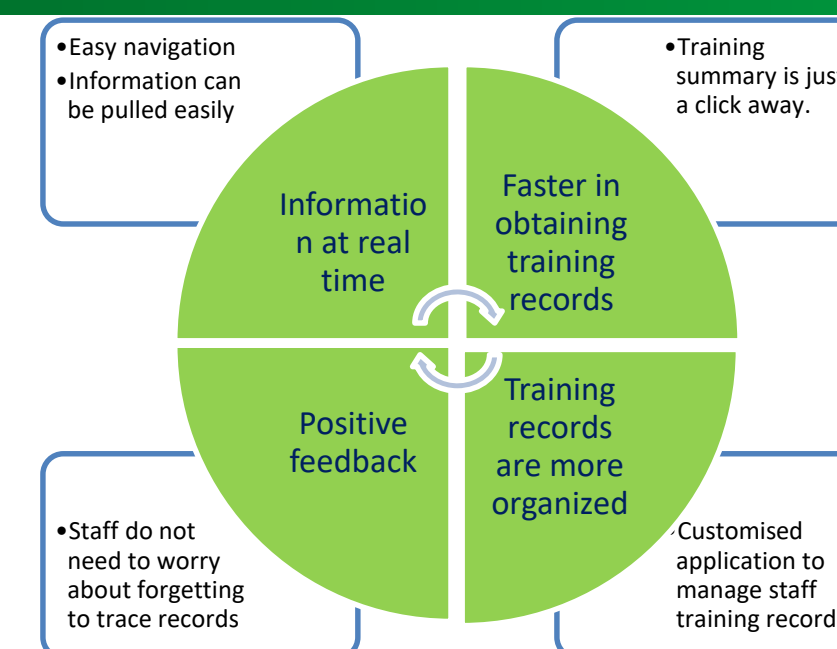 •Easy navigation
•Information can
be pulled easily
•Training
summary is jus
a click away.
Informatio
n at real
time
Faster in
obtaining
training
records
Positive
feedback
Training
records
are more
organized
•Staff do not
need to worry
about forgetting
to trace records
•Customised
application to
manage staff
training record